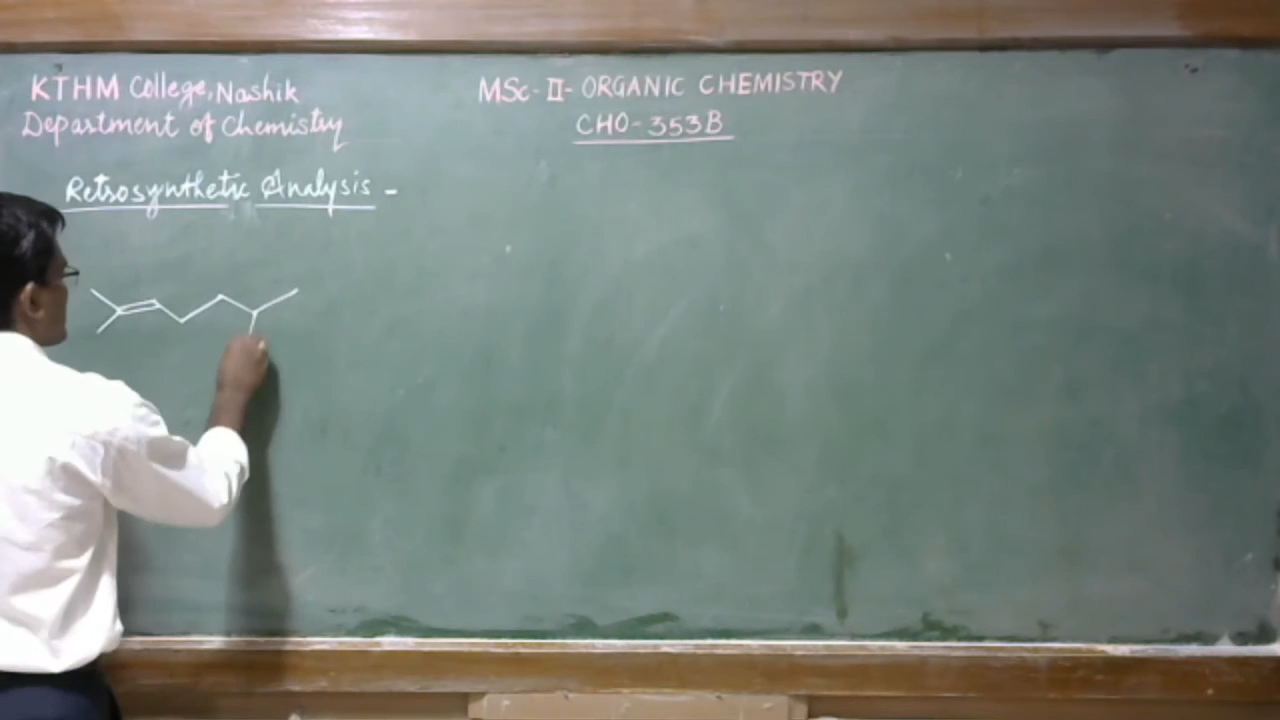 KTHM College, Nashik
Department of Chemistry
MSc-II- ORGANIC CHEMISTRY
CHO-353B
Retrosynthetic Analysis -